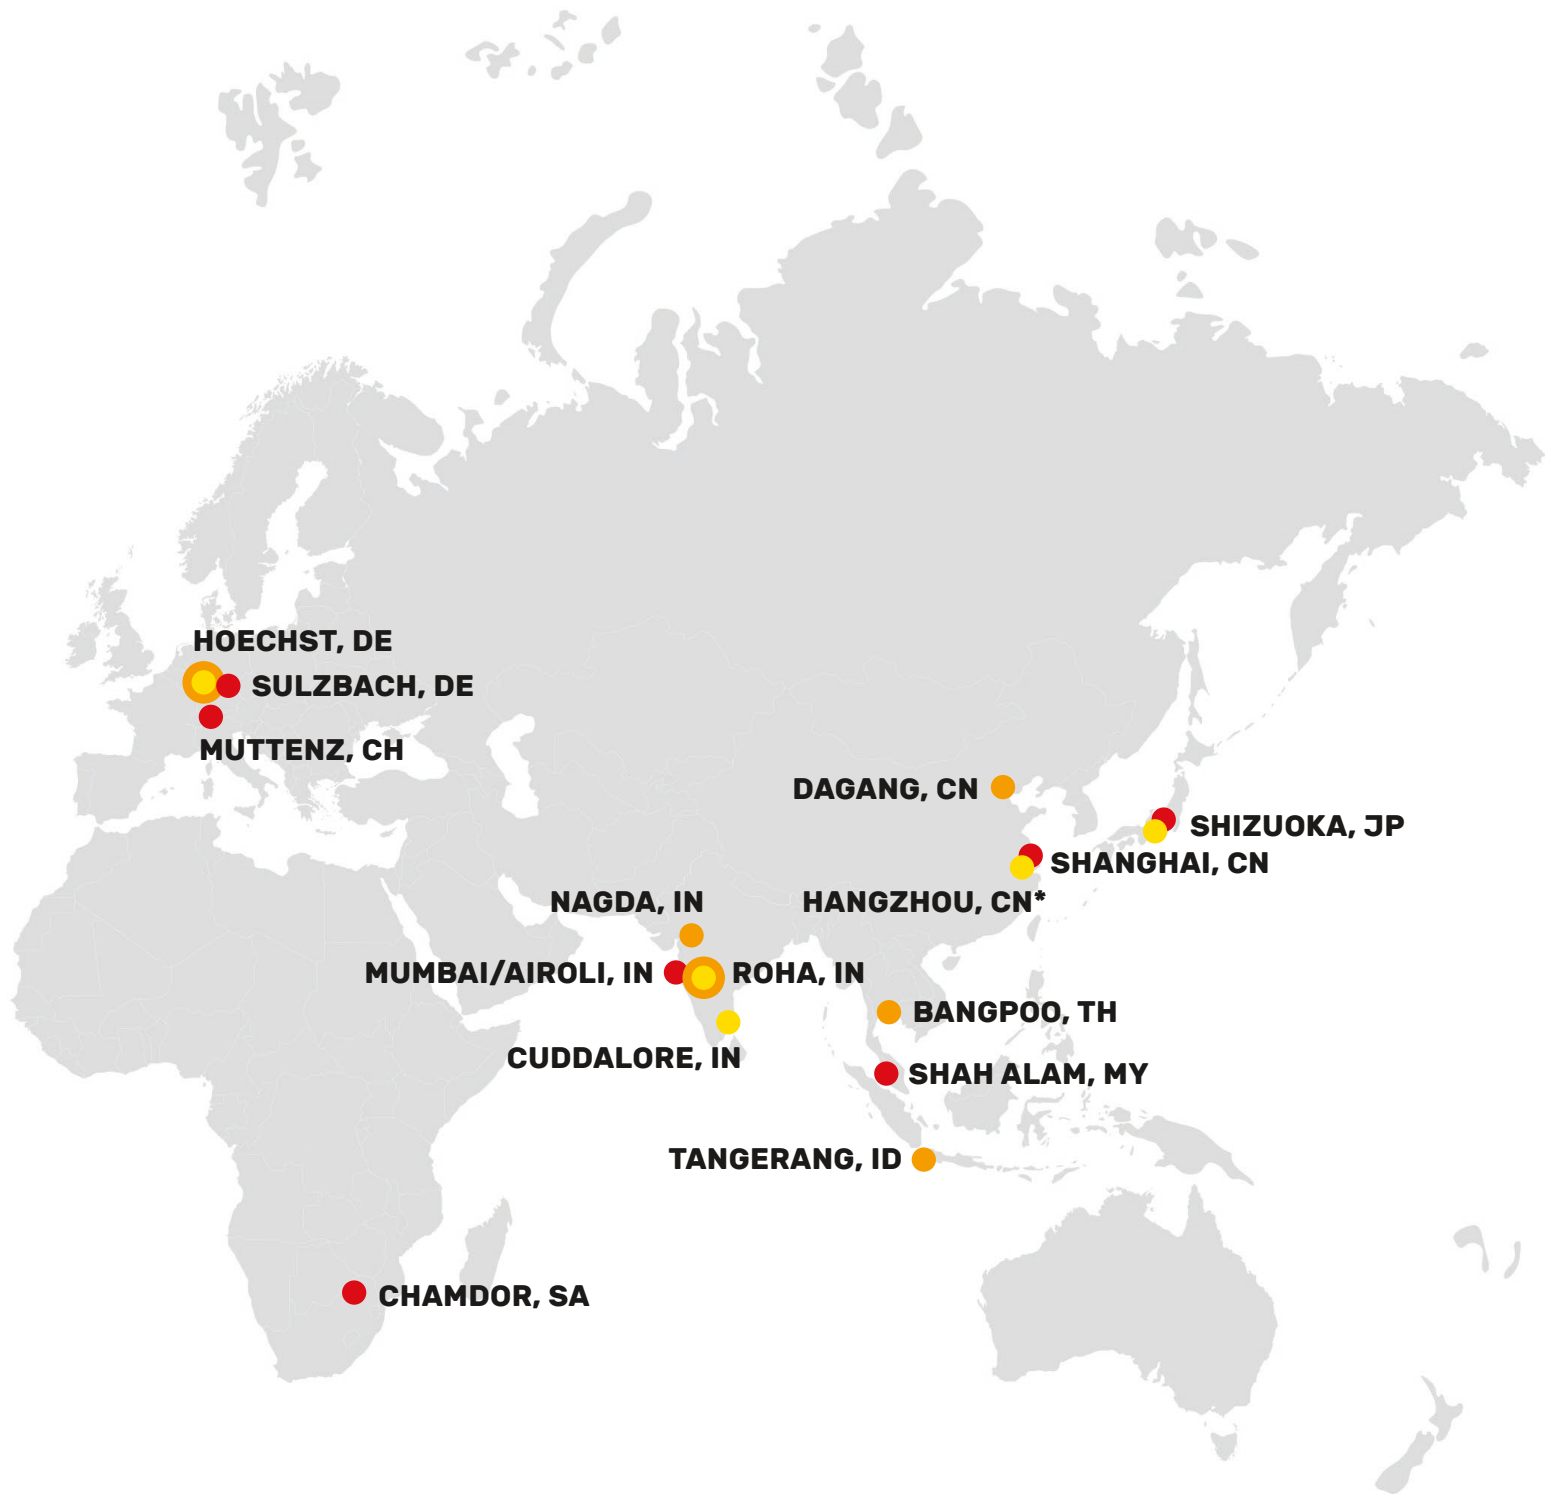 HOECHST, DE
SULZBACH, DE
MUTTENZ, CH
DAGANG, CN
SHIZUOKA, JP
SHANGHAI, CN
NAGDA, IN
HANGZHOU, CN*
MUMBAI/AIROLI, IN
ROHA, IN
BANGPOO, TH
CUDDALORE, IN
SHAH ALAM, MY
TANGERANG, ID
CHAMDOR, SA